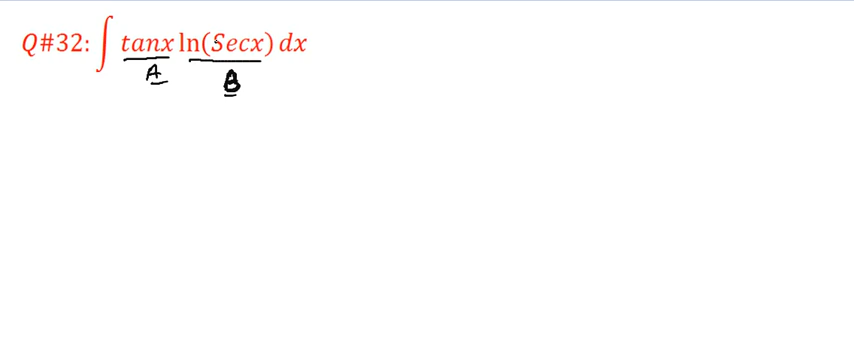 Q#32: ∫ tanx ln(Secx) dx
A B